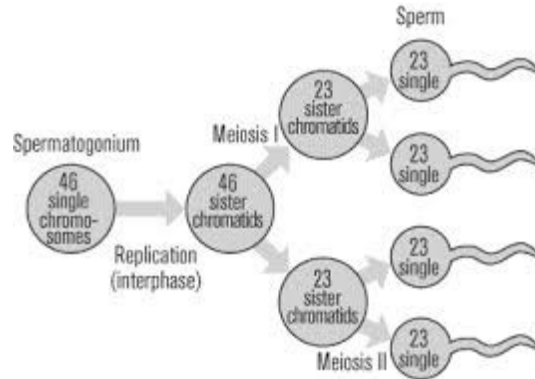 Sperm
23
single
23
sister
chromatids
Meiosis I
23
single
Spermatogonium
46
single
chromo-
somes
46
sister
chromatids
Replication
(interphase)
23
single
23
sister
chromatids
Meiosis II
23
single